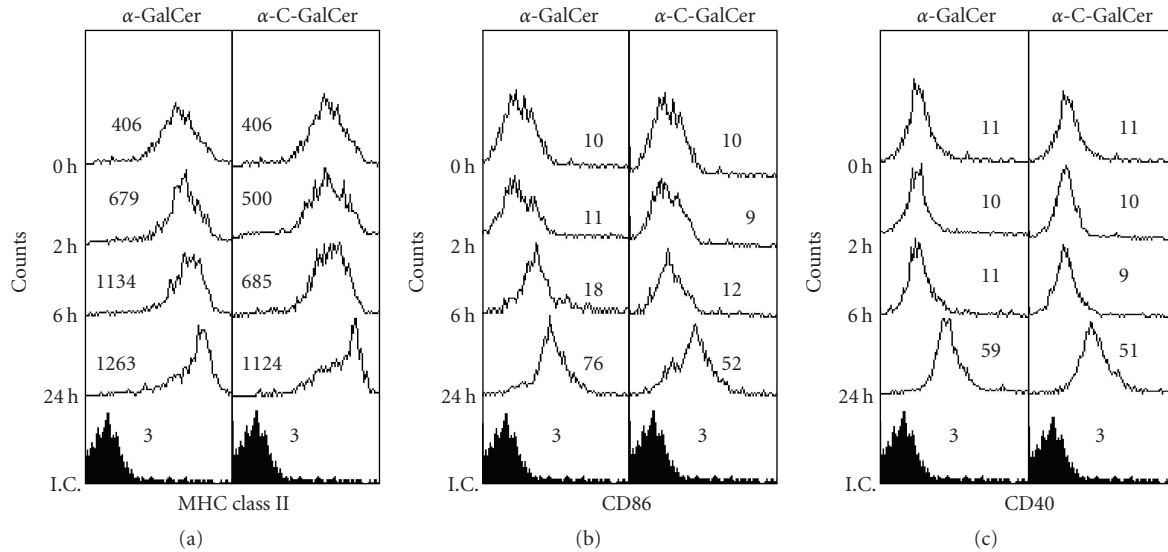 α-GalCer α-C-GalCer
406 406
0 h
679 500
2 h
1134 685
6 h
1263 1124
24 h
3 3
I.C.
Counts
MHC class II
(a)
α-GalCer α-C-GalCer
10 10
0 h
11 9
2 h
18 12
6 h
76 52
24 h
3 3
I.C.
Counts
CD86
(b)
α-GalCer α-C-GalCer
11 11
0 h
10 10
2 h
11 9
6 h
59 51
24 h
3 3
I.C.
Counts
CD40
(c)